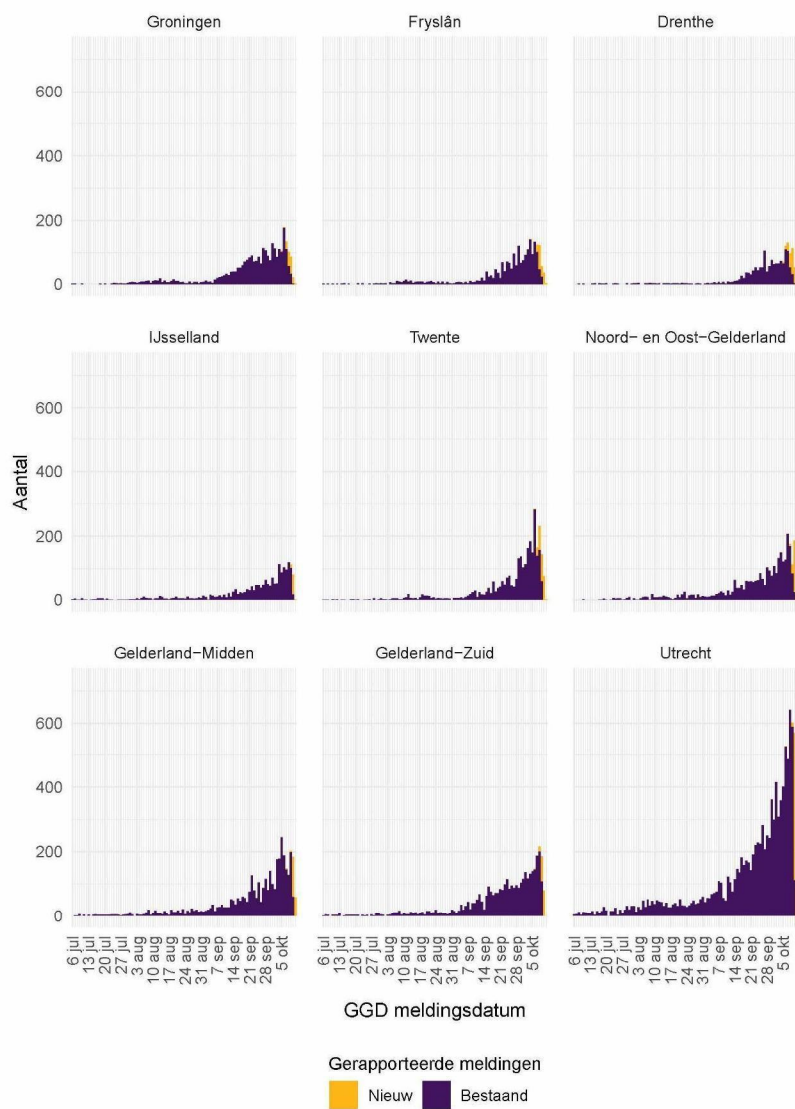 Groningen Fryslân Drenthe
600
400
200
0
IJsselland Twente Noord- en Oost-Gelderland
Aantal
600
400
200
0
Gelderland-Midden Gelderland-Zuid Utrecht
600
400
200
0
6 jul 13 jul 20 jul 27 jul 3 aug 10 aug 17 aug 24 aug 31 aug 7 sep 14 sep 21 sep 28 sep 5 okt 6 jul 13 jul 20 jul 27 jul 3 aug 10 aug 17 aug 24 aug 31 aug 7 sep 14 sep 21 sep 28 sep 5 okt 6 jul 13 jul 20 jul 27 jul 3 aug 10 aug 17 aug 24 aug 31 aug 7 sep 14 sep 21 sep 28 sep 5 okt
GGD meldingsdatum
Gerapporteerde meldingen
Nieuw Bestaand